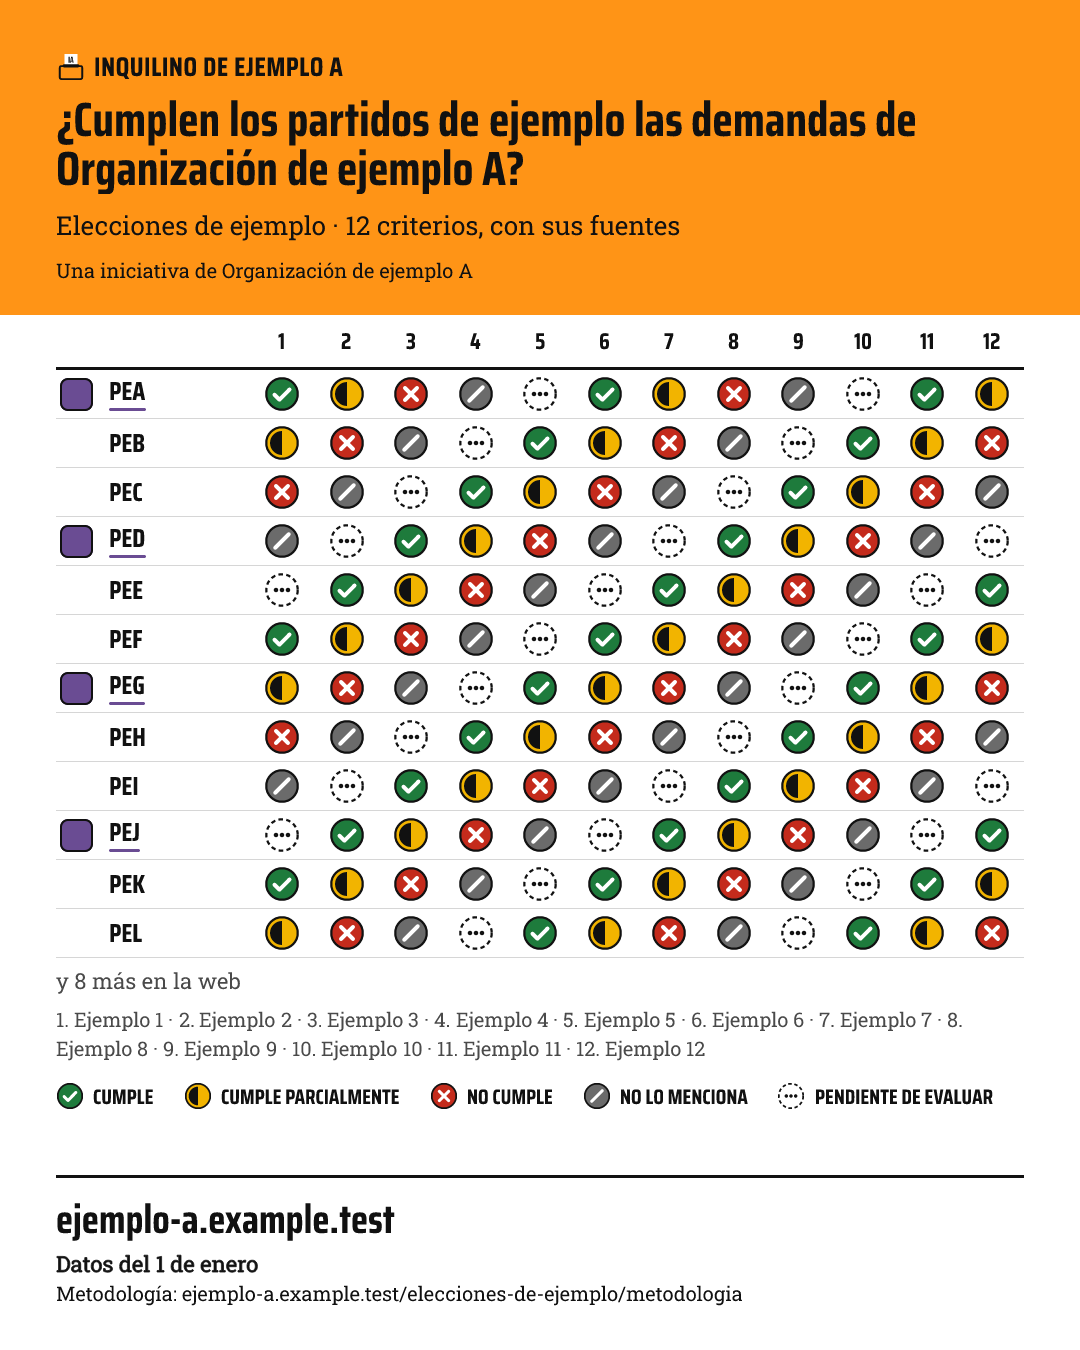 INQUILINO DE EJEMPLO A
¿Cumplen los partidos de ejemplo las demandas de
Organización de ejemplo A?
Elecciones de ejemplo · 12 criterios, con sus fuentes
Una iniciativa de Organización de ejemplo A
1 2 3 4 5 6 7 8 9 10 11 12
PEA
PEB
PEC
PED
PEE
PEF
PEG
PEH
PEI
PEJ
PEK
PEL
y 8 más en la web
1. Ejemplo 1 · 2. Ejemplo 2 · 3. Ejemplo 3 · 4. Ejemplo 4 · 5. Ejemplo 5 · 6. Ejemplo 6 · 7. Ejemplo 7 · 8.
Ejemplo 8 · 9. Ejemplo 9 · 10. Ejemplo 10 · 11. Ejemplo 11 · 12. Ejemplo 12
CUMPLE CUMPLE PARCIALMENTE NO CUMPLE NO LO MENCIONA PENDIENTE DE EVALUAR
ejemplo-a.example.test
Datos del 1 de enero
Metodología: ejemplo-a.example.test/elecciones-de-ejemplo/metodologia